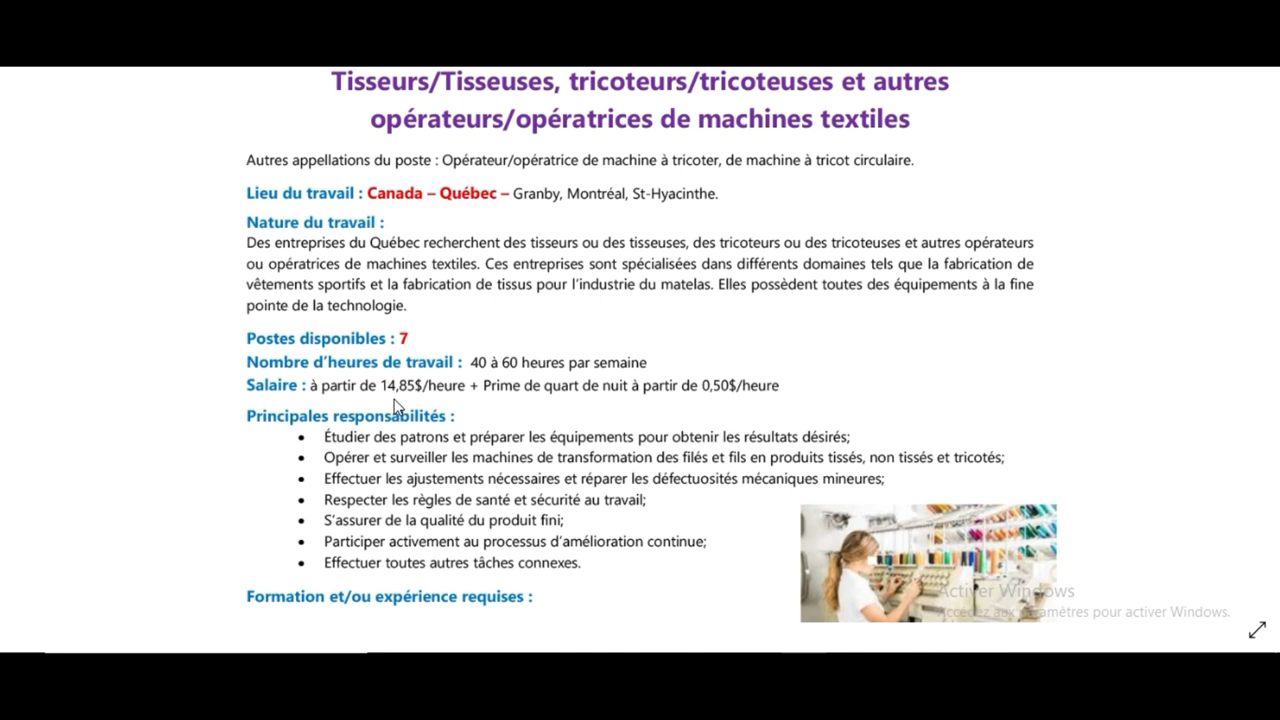 Tisseurs/Tisseuses, tricoteurs/tricoteuses et autres
opérateurs/opératrices de machines textiles
Autres appellations du poste : Opérateur/opératrice de machine à tricoter, de machine à tricot circulaire.
Lieu du travail : Canada – Québec – Granby, Montréal, St-Hyacinthe.
Nature du travail :
Des entreprises du Québec recherchent des tisseurs ou des tisseuses, des tricoteurs ou des tricoteuses et autres opérateurs
ou opératrices de machines textiles. Ces entreprises sont spécialisées dans différents domaines tels que la fabrication de
vêtements sportifs et la fabrication de tissus pour l'industrie du matelas. Elles possèdent toutes des équipements à la fine
pointe de la technologie.
Postes disponibles : 7
Nombre d'heures de travail : 40 à 60 heures par semaine
Salaire : à partir de 14,85$/heure + Prime de quart de nuit à partir de 0,50$/heure
Principales responsabilités :
• Étudier des patrons et préparer les équipements pour obtenir les résultats désirés;
• Opérer et surveiller les machines de transformation des filés et fils en produits tissés, non tissés et tricotés;
• Effectuer les ajustements nécessaires et réparer les défectuosités mécaniques mineures;
• Respecter les règles de santé et sécurité au travail;
• S'assurer de la qualité du produit fini;
• Participer activement au processus d'amélioration continue;
• Effectuer toutes autres tâches connexes.
Formation et/ou expérience requises :
Activer Windows
Accédez aux paramètres pour activer Windows.